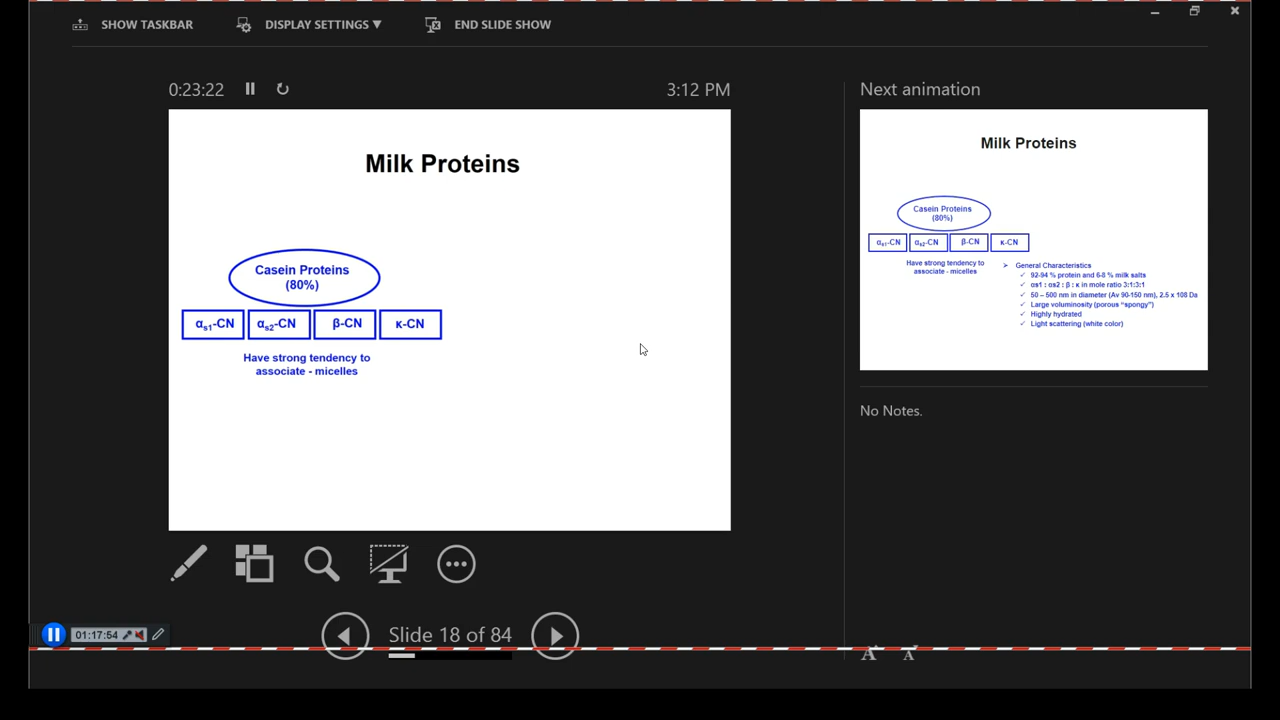 SHOW TASKBAR
DISPLAY SETTINGS ▼
END SLIDE SHOW
0:23:22
3:12 PM
Milk Proteins
Casein Proteins
(80%)
αs1-CN
αs2-CN
β-CN
κ-CN
Have strong tendency to
associate - micelles
Next animation
Milk Proteins
Casein Proteins
(80%)
αs1-CN
αs2-CN
β-CN
κ-CN
Have strong tendency to
associate - micelles
➢ General Characteristics
✓ 92-94 % protein and 6-8 % milk salts
✓ αs1 : αs2 : β : κ in mole ratio 3:1:3:1
✓ 50 – 500 nm in diameter (Av 90-150 nm), 2.5 x 108 Da
✓ Large voluminosity (porous “spongy”)
✓ Highly hydrated
✓ Light scattering (white color)
No Notes.
01:17:54
Slide 18 of 84
A A